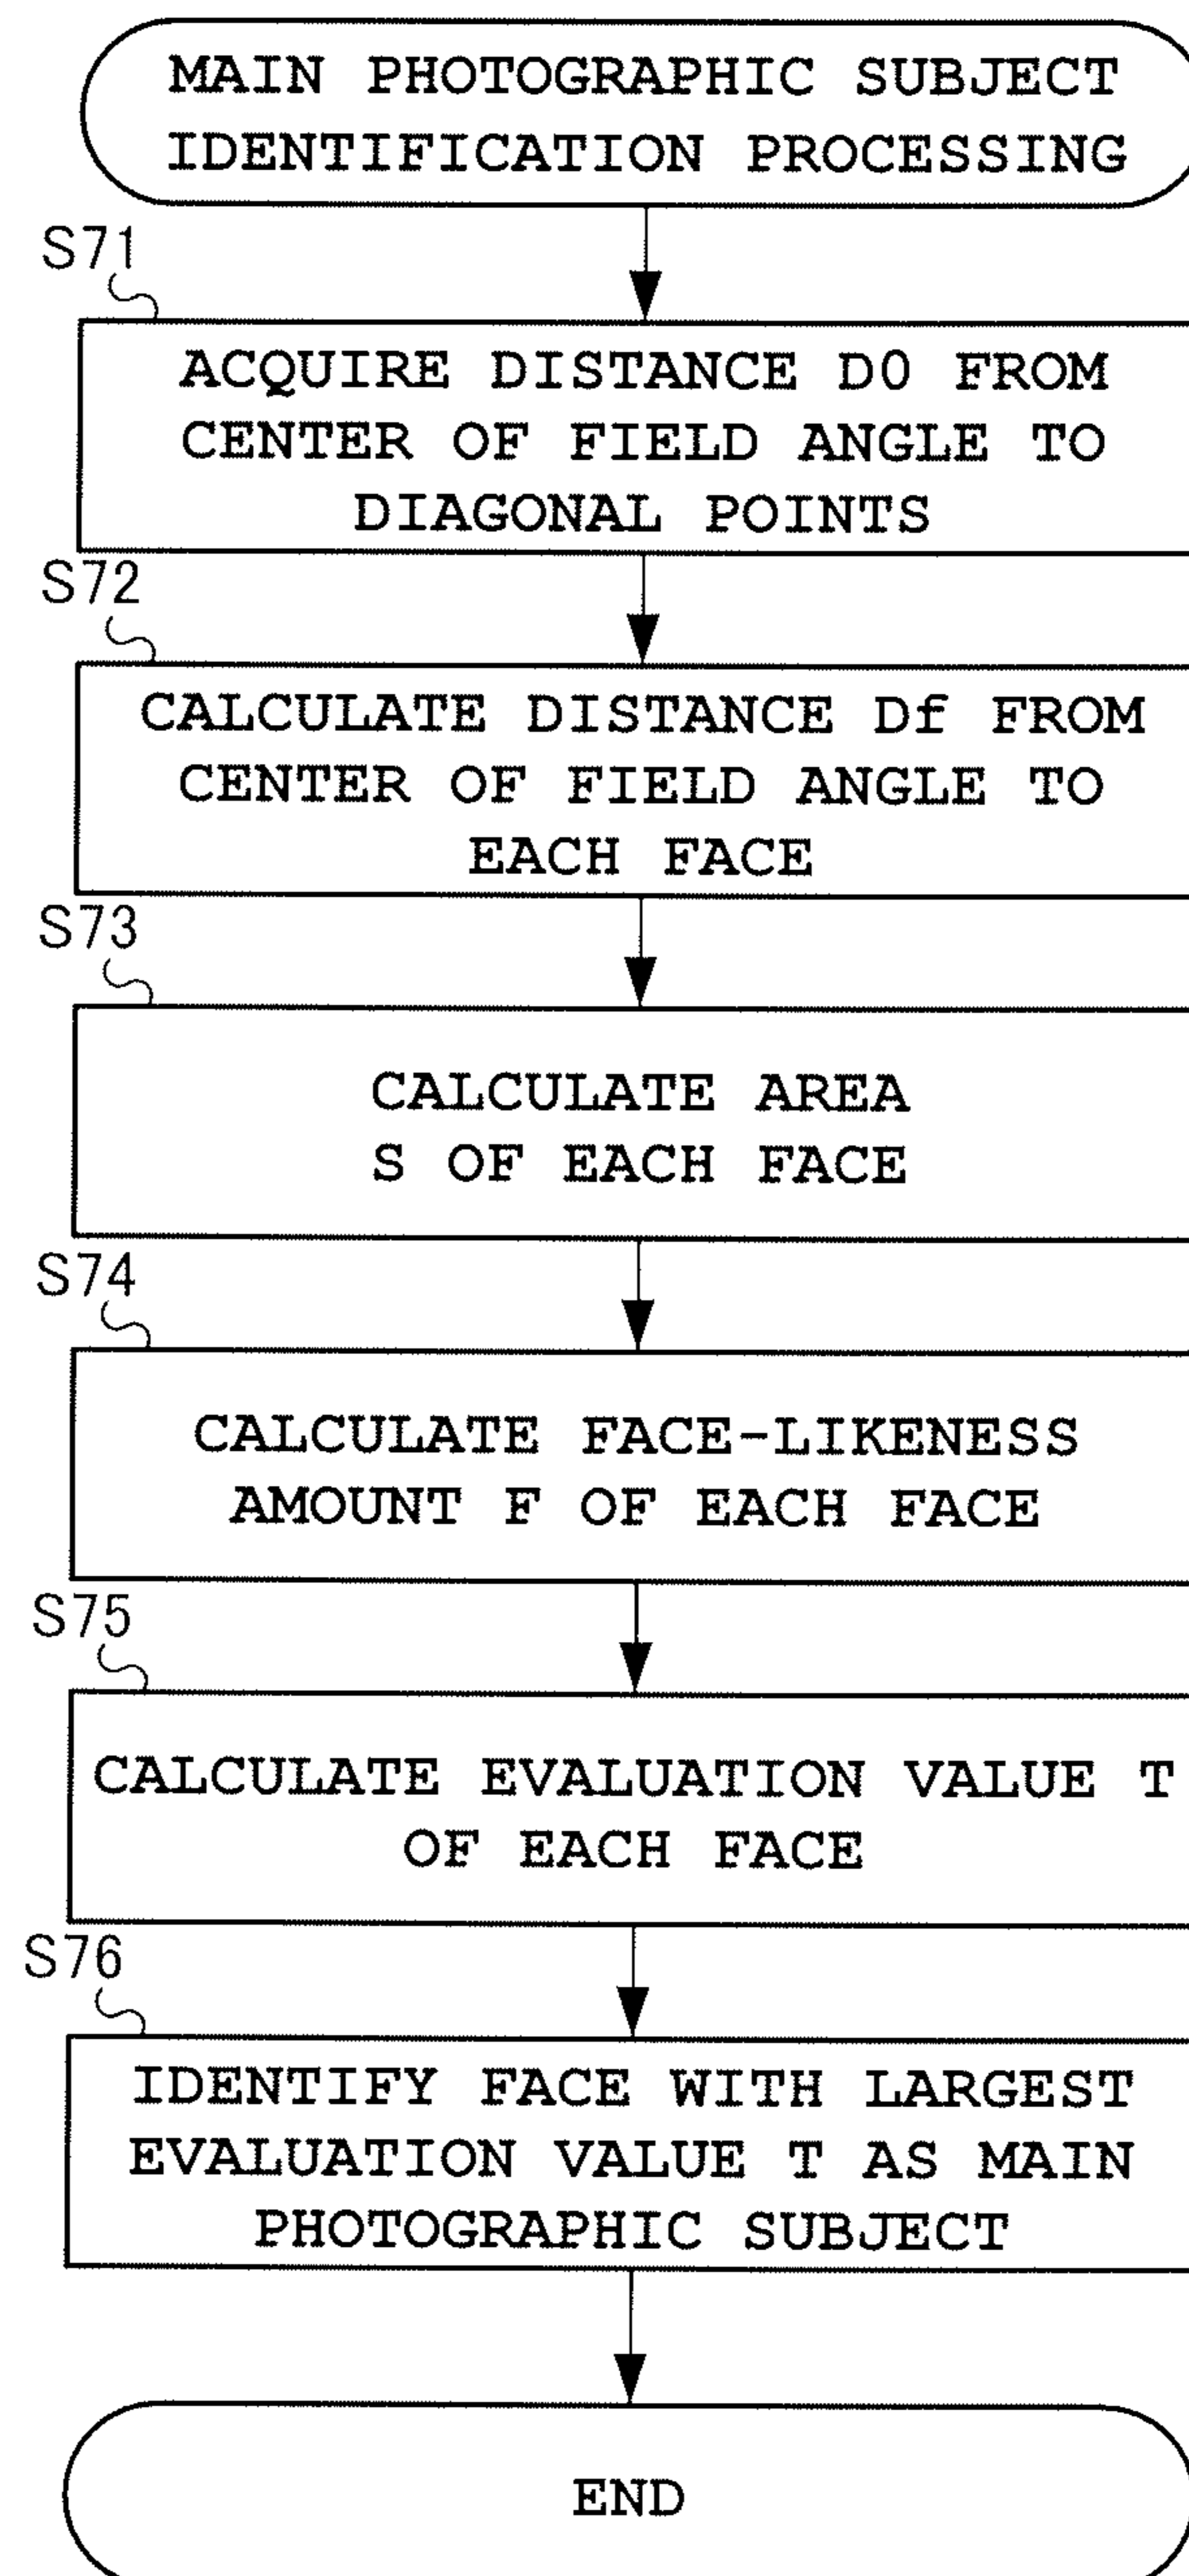 MAIN PHOTOGRAPHIC SUBJECT
IDENTIFICATION PROCESSING
S71
ACQUIRE DISTANCE D0 FROM
CENTER OF FIELD ANGLE TO
DIAGONAL POINTS
S72
CALCULATE DISTANCE Df FROM
CENTER OF FIELD ANGLE TO
EACH FACE
S73
CALCULATE AREA
S OF EACH FACE
S74
CALCULATE FACE-LIKENESS
AMOUNT F OF EACH FACE
S75
CALCULATE EVALUATION VALUE T
OF EACH FACE
S76
IDENTIFY FACE WITH LARGEST
EVALUATION VALUE T AS MAIN
PHOTOGRAPHIC SUBJECT
END